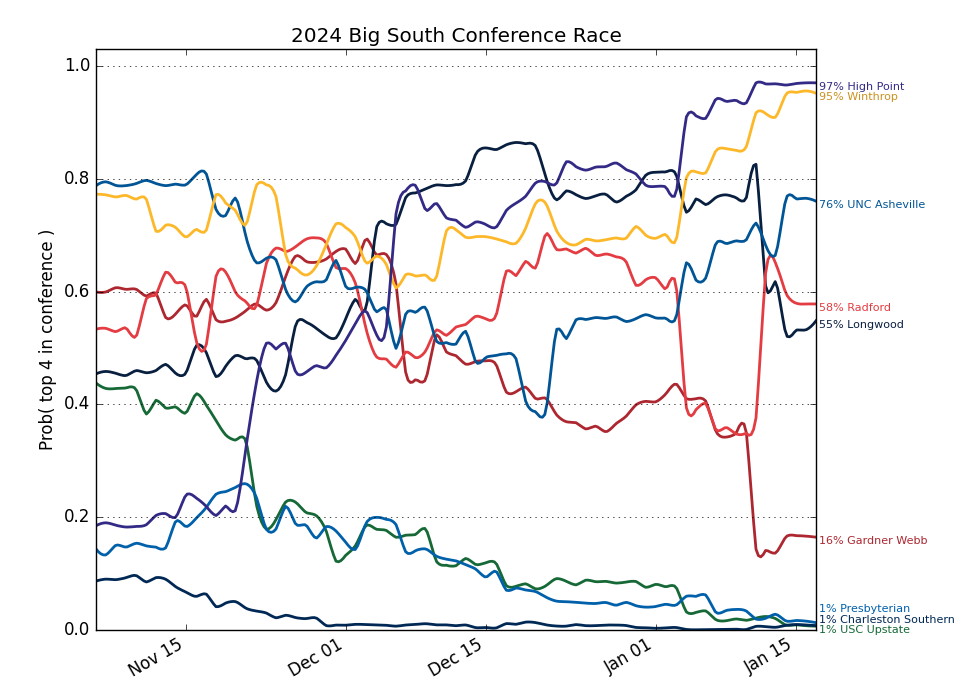 2024 Big South Conference Race
Prob( top 4 in conference )
1.0
0.8
0.6
0.4
0.2
0.0
Nov 15
Dec 01
Dec 15
Jan 01
Jan 15
97% High Point
95% Winthrop
76% UNC Asheville
58% Radford
55% Longwood
16% Gardner Webb
1% Presbyterian
1% Charleston Southern
1% USC Upstate